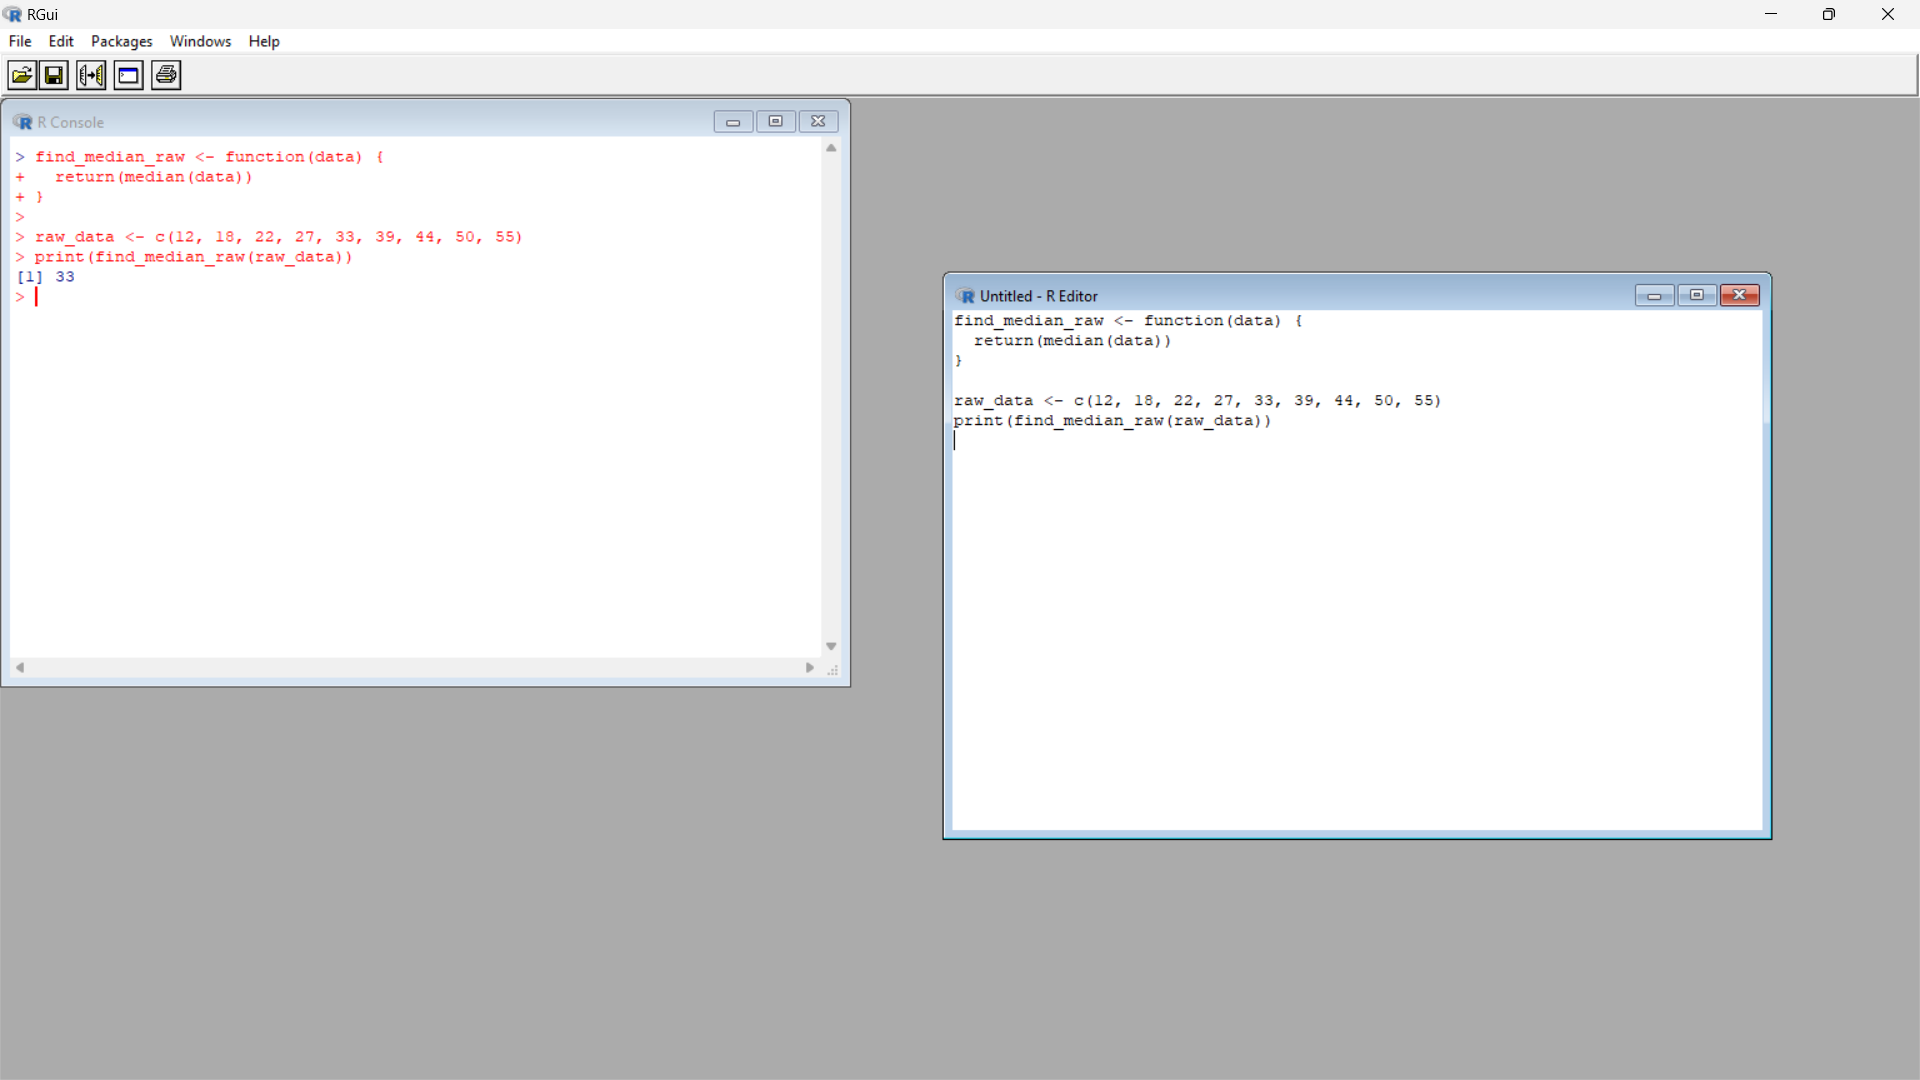 RGui
File Edit Packages Windows Help
R Console
> find_median_raw <- function(data) {
+   return(median(data))
+ }
>
> raw_data <- c(12, 18, 22, 27, 33, 39, 44, 50, 55)
> print(find_median_raw(raw_data))
[1] 33
>
Untitled - R Editor
find_median_raw <- function(data) {
  return(median(data))
}
raw_data <- c(12, 18, 22, 27, 33, 39, 44, 50, 55)
print(find_median_raw(raw_data))